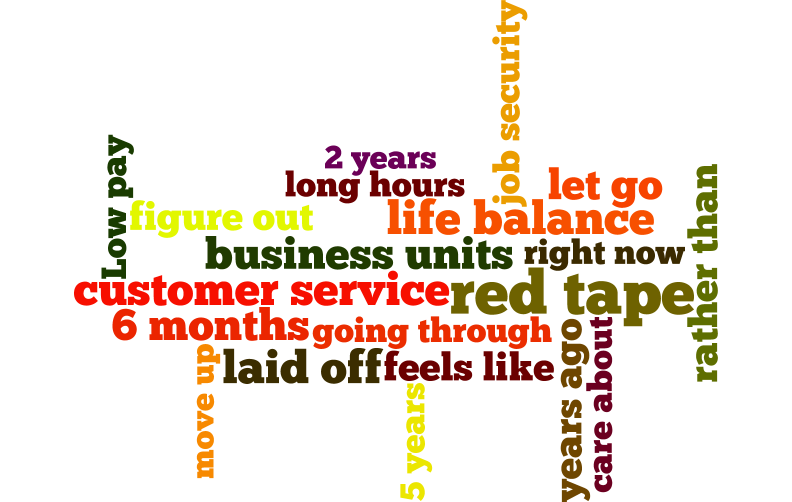 job security
Low pay
2 years
long hours
let go
rather than
figure out
life balance
business units
right now
customer service
red tape
6 months
going through
years ago
care about
move up
laid off
feels like
5 years